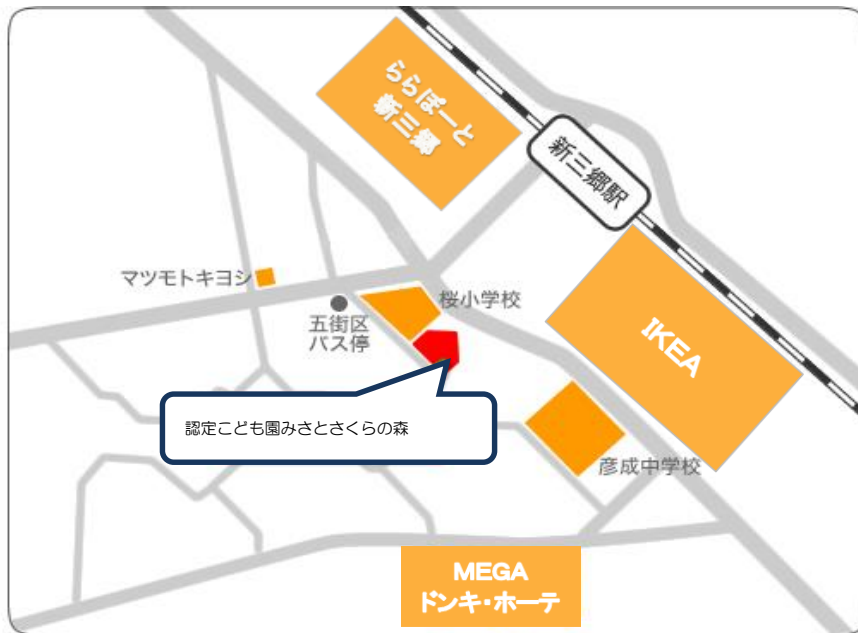 ららぽーと
新三郷
新三郷駅
マツモトキヨシ
桜小学校
五街区
バス停
IKEA
認定こども園みさとさくらの森
彦成中学校
MEGA
ドンキ・ホーテ